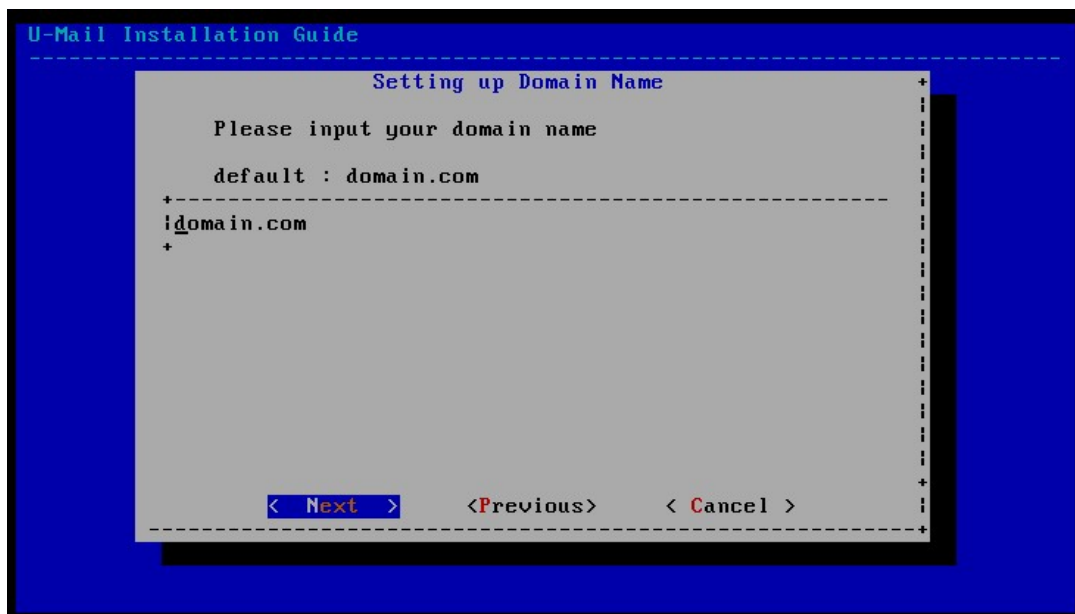 U-Mail Installation Guide
Setting up Domain Name
Please input your domain name
default : domain.com
domain.com
< Next > <Previous> < Cancel >